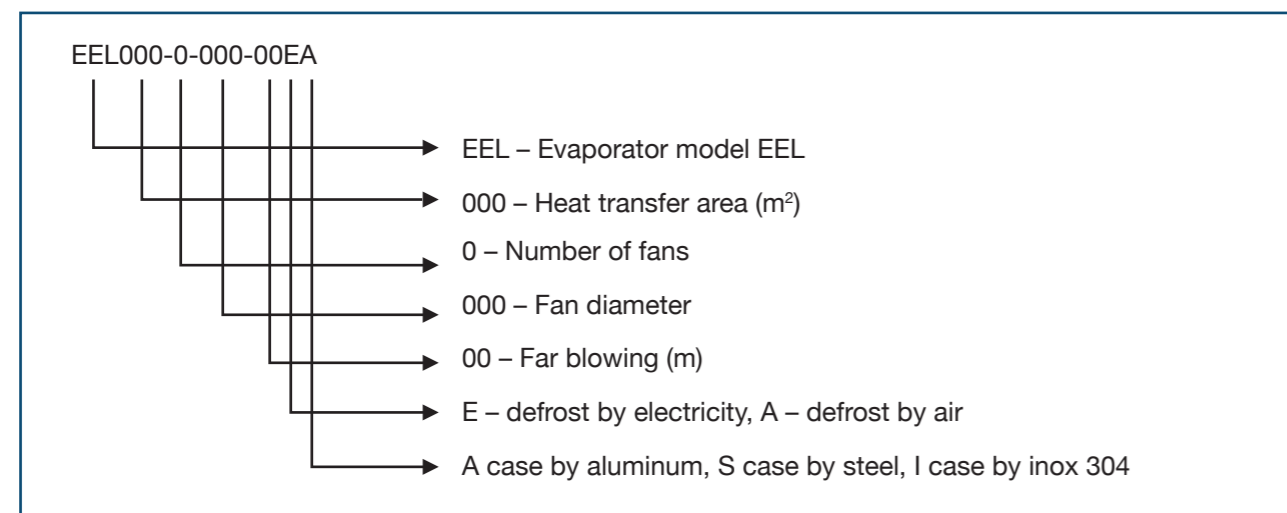 EEL000-0-000-00EA
EEL – Evaporator model EEL
000 – Heat transfer area (m²)
0 – Number of fans
000 – Fan diameter
00 – Far blowing (m)
E – defrost by electricity, A – defrost by air
A case by aluminum, S case by steel, I case by inox 304